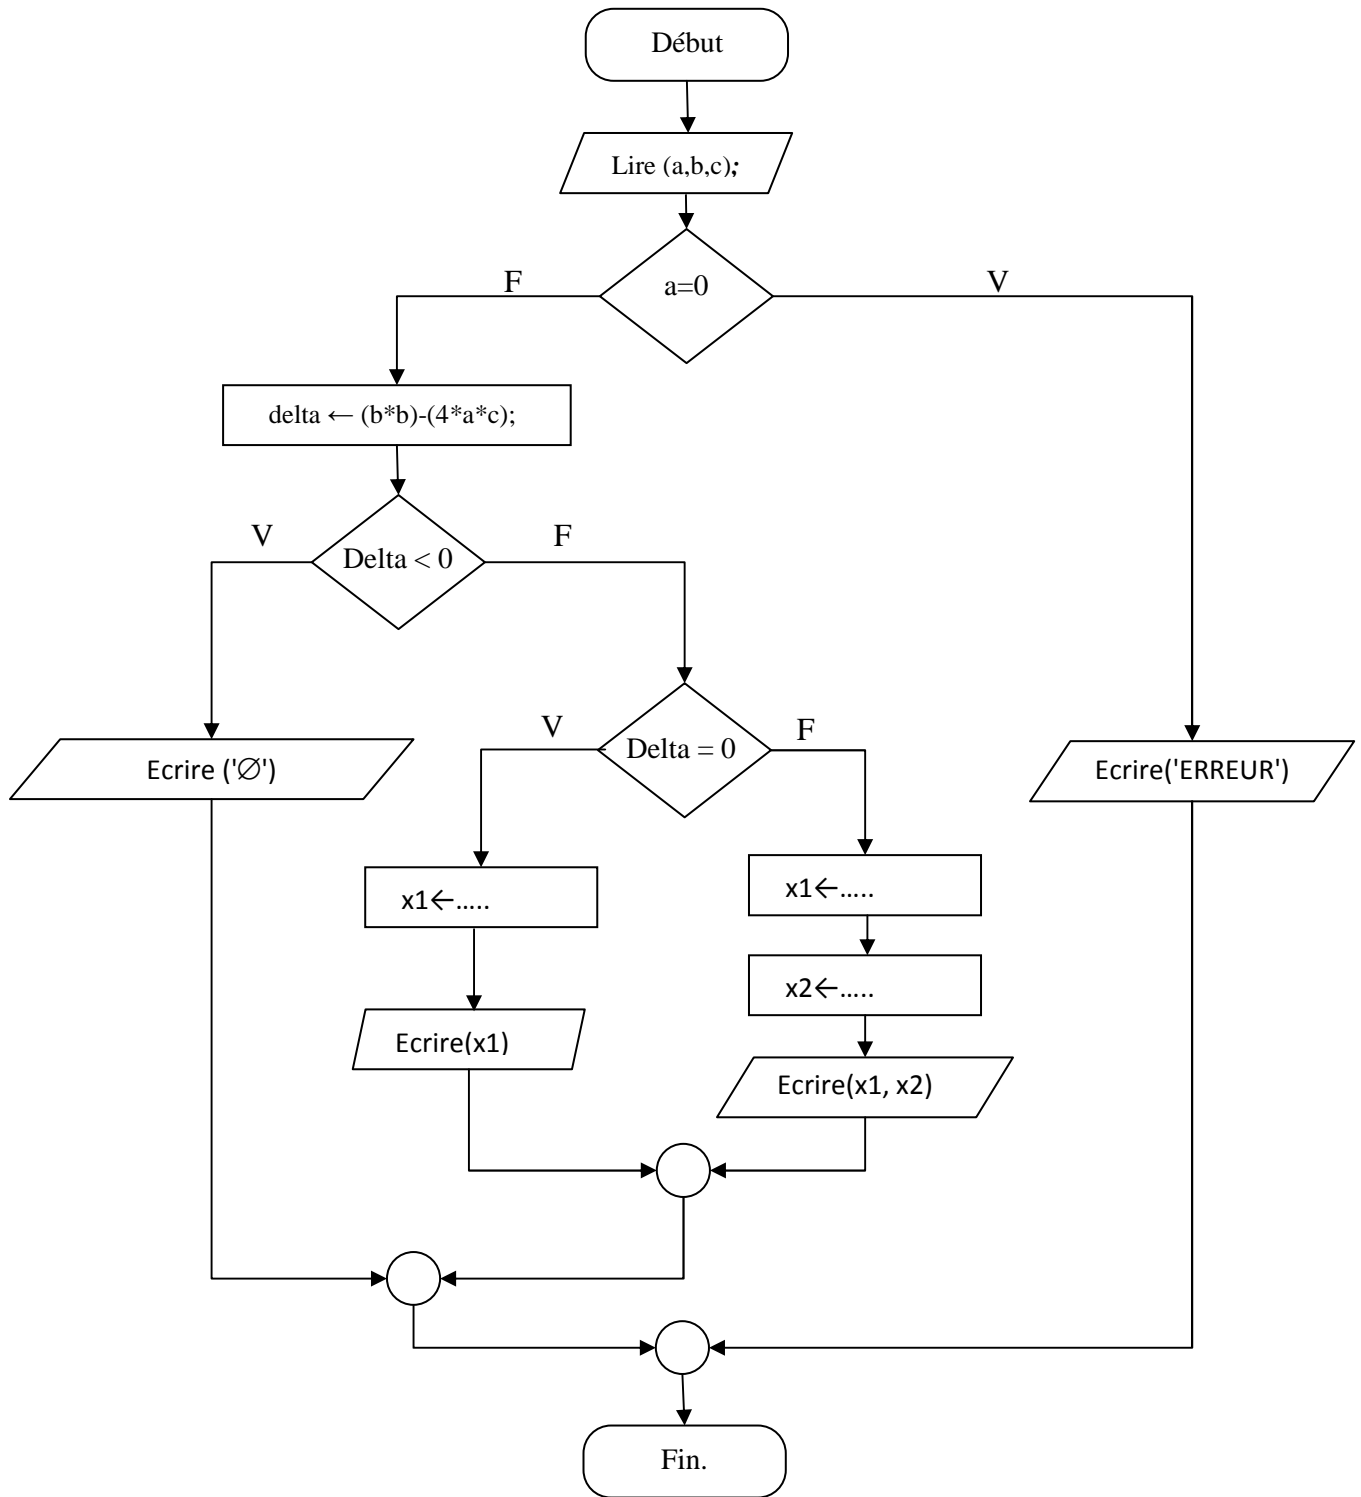 Début
Lire (a,b,c);
a=0
F
V
delta ← (b*b)-(4*a*c);
V
F
Delta < 0
V
F
Delta = 0
Ecrire ('∅')
Ecrire('ERREUR')
x1←.....
x1←.....
x2←.....
Ecrire(x1)
Ecrire(x1, x2)
Fin.